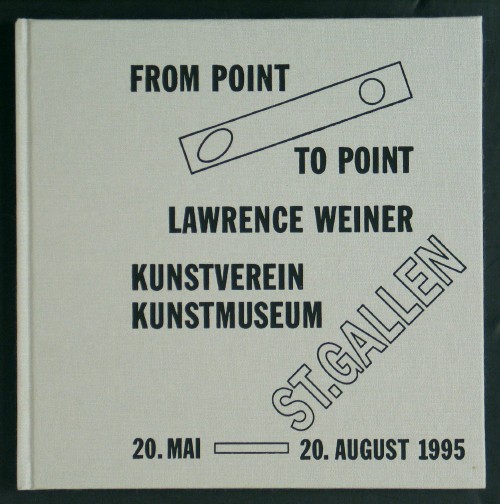 FROM POINT
TO POINT
LAWRENCE WEINER
KUNSTVEREIN
KUNSTMUSEUM
ST.GALLEN
20. MAI 20. AUGUST 1995